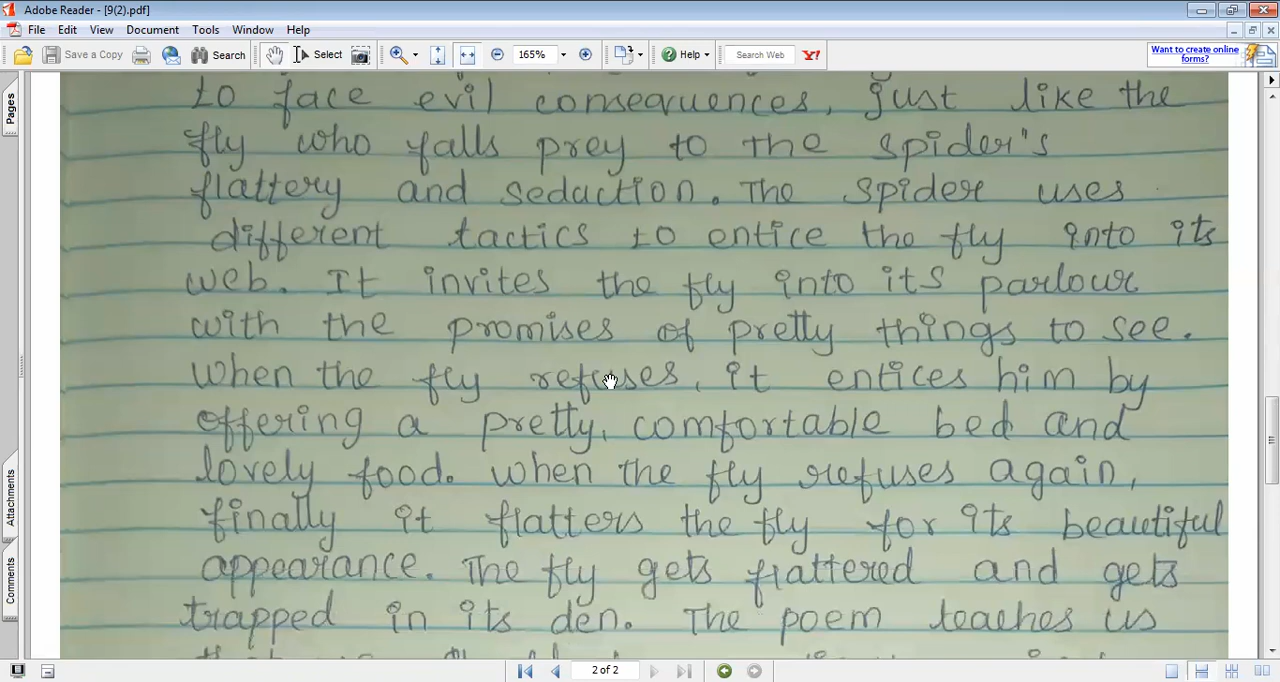 Adobe Reader - [9(2).pdf]
File Edit View Document Tools Window Help
Save a Copy Search Select 165% Help Search Web Y! Want to create online forms?
Pages
Attachments
Comments
to face evil consequences, just like the
fly who falls prey to the spider's
flattery and seduction. The spider uses
different tactics to entice the fly into its
web. It invites the fly into its parlour
with the promises of pretty things to see.
When the fly refuses, it entices him by
offering a pretty, comfortable bed and
lovely food. When the fly refuses again,
finally it flatters the fly for its beautiful
appearance. The fly gets flattered and gets
trapped in its den. The poem teaches us
2 of 2